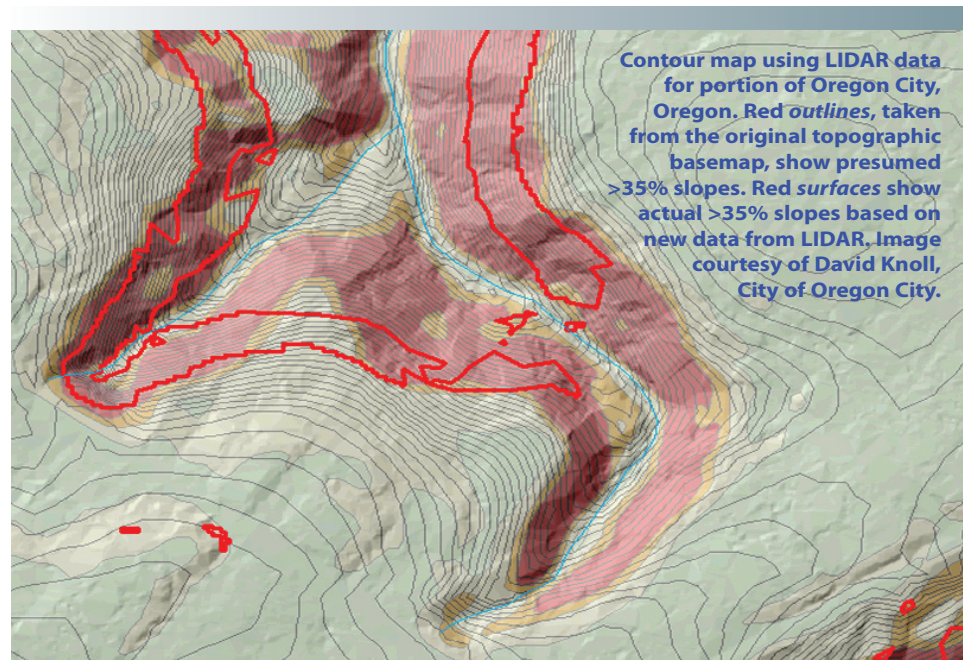 Contour map using LIDAR data
for portion of Oregon City,
Oregon. Red outlines, taken
from the original topographic
basemap, show presumed
>35% slopes. Red surfaces show
actual >35% slopes based on
new data from LIDAR. Image
courtesy of David Knoll,
City of Oregon City.